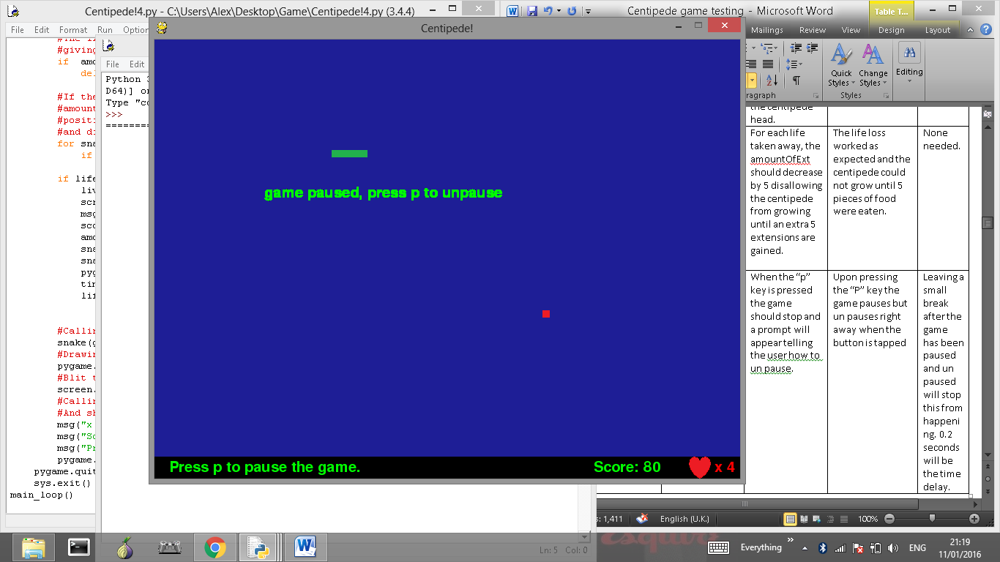 Centipede!4.py - C:\Users\Alex\Desktop\Game\Centipede!4.py (3.4.4)
File Edit Format Run
#giving
if amo
del
#If the
#amount
#positi
#and di
for sna
if
if life
liv
scr
msg
sco
amo
sna
sna
pyg
tim
lif
#Callin
snake(g
#Drawin
pygame.
#Blit t
screen.
#Callin
#And sh
msg("x
msg("Sc
msg("Pr
pygame.
pygame.quit
sys.exit()
main_loop()
File Edit
Python 3
D64)] on
Type "co
>>>
========
Ln: 5 Col: 0
Centipede!
game paused, press p to unpause
Press p to pause the game.
Score: 80
x 4
Centipede game testing - Microsoft Word
Table T...
Mailings Review View Design Layout
Quick Styles
Change Styles
Editing
aragraph
Styles
the centipede
head.
For each life
taken away, the
amountOfExt
should decrease
by 5 disallowing
the centipede
from growing
until an extra 5
extensions are
gained.
The life loss
worked as
expected and the
centipede could
not grow until 5
pieces of food
were eaten.
None
needed.
When the “p”
key is pressed
the game
should stop and
a prompt will
appear telling
the user how to
un pause.
Upon pressing
the “P” key the
game pauses but
un pauses right
away when the
button is tapped
Leaving a
small
break
after the
game
has been
paused
and un
paused
will stop
this from
happeni
ng. 0.2
seconds
will be
the time
delay.
s: 1,411
English (U.K.)
100%
Everything
»
ENG
21:19
11/01/2016